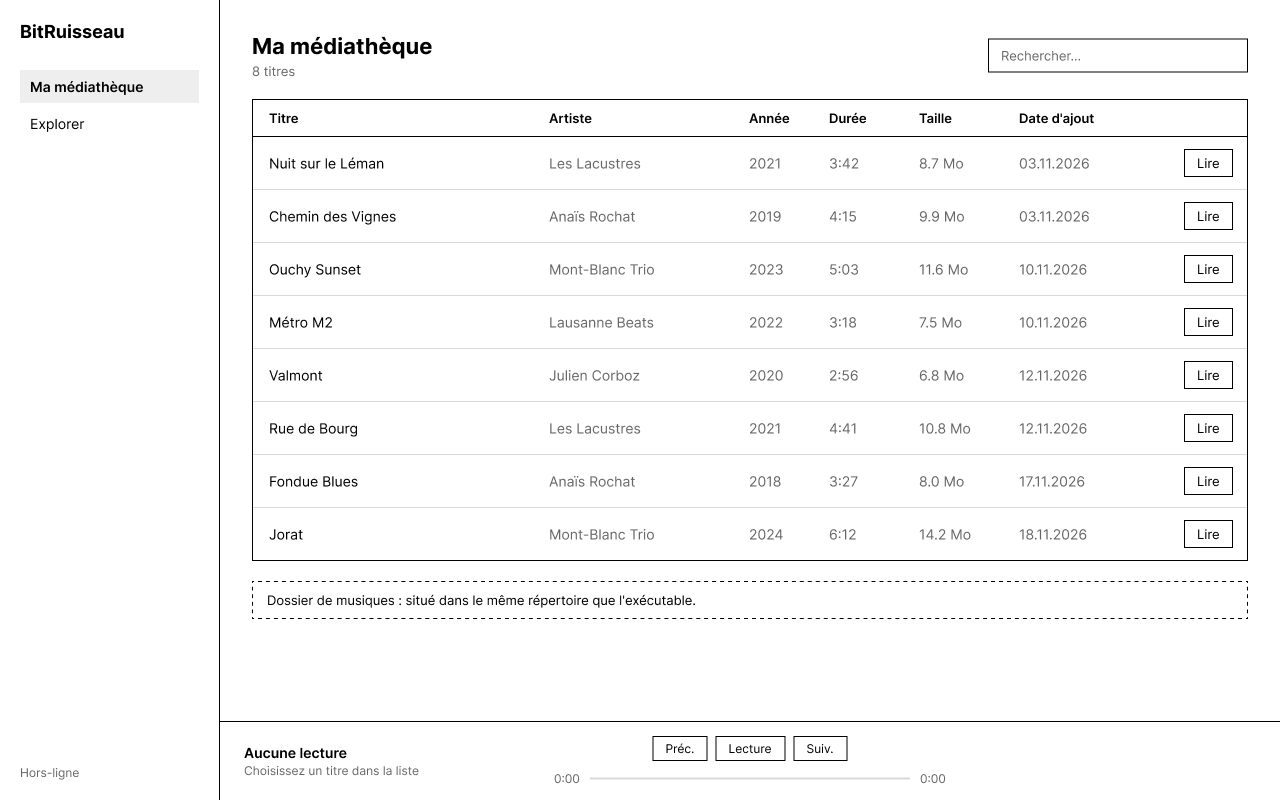 BitRuisseau
Ma médiathèque
Explorer
Hors-ligne
Ma médiathèque
8 titres
Rechercher...
Titre Artiste Année Durée Taille Date d'ajout
Nuit sur le Léman Les Lacustres 2021 3:42 8.7 Mo 03.11.2026 Lire
Chemin des Vignes Anaïs Rochat 2019 4:15 9.9 Mo 03.11.2026 Lire
Ouchy Sunset Mont-Blanc Trio 2023 5:03 11.6 Mo 10.11.2026 Lire
Métro M2 Lausanne Beats 2022 3:18 7.5 Mo 10.11.2026 Lire
Valmont Julien Corboz 2020 2:56 6.8 Mo 12.11.2026 Lire
Rue de Bourg Les Lacustres 2021 4:41 10.8 Mo 12.11.2026 Lire
Fondue Blues Anaïs Rochat 2018 3:27 8.0 Mo 17.11.2026 Lire
Jorat Mont-Blanc Trio 2024 6:12 14.2 Mo 18.11.2026 Lire
Dossier de musiques : situé dans le même répertoire que l'exécutable.
Aucune lecture
Choisissez un titre dans la liste
Préc. Lecture Suiv.
0:00 0:00